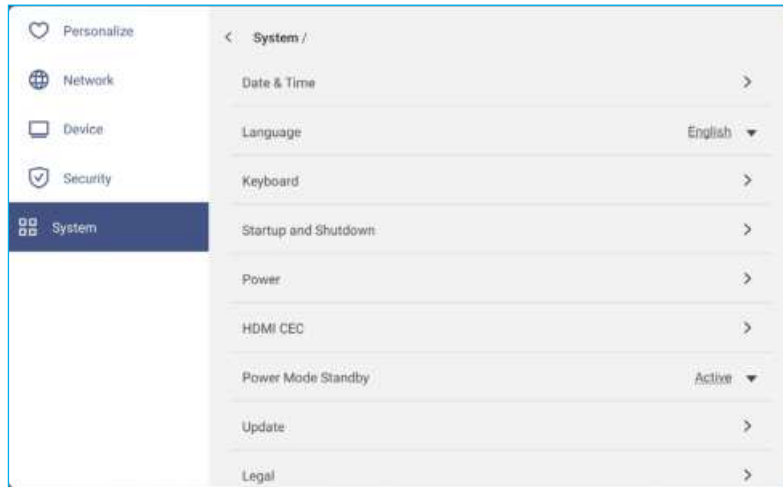 Personalize
Network
Device
Security
System
System /
Date & Time
Language English
Keyboard
Startup and Shutdown
Power
HDMI CEC
Power Mode Standby Active
Update
Legal